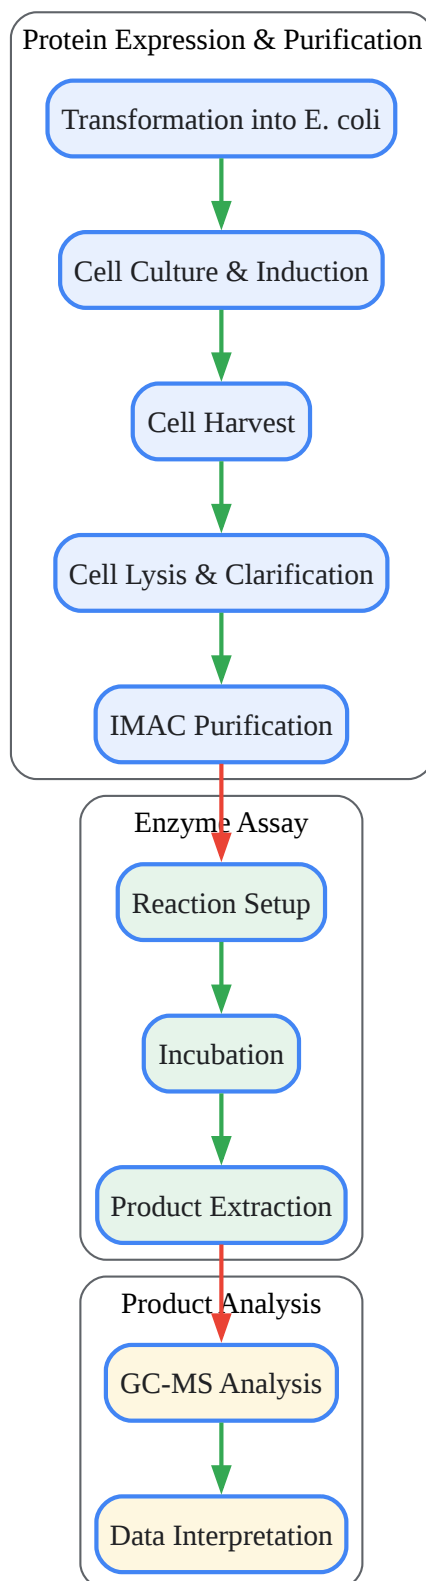 Protein Expression & Purification
Transformation into E. coli
Cell Culture & Induction
Cell Harvest
Cell Lysis & Clarification
IMAC Purification
Enzyme Assay
Reaction Setup
Incubation
Product Extraction
Product Analysis
GC-MS Analysis
Data Interpretation